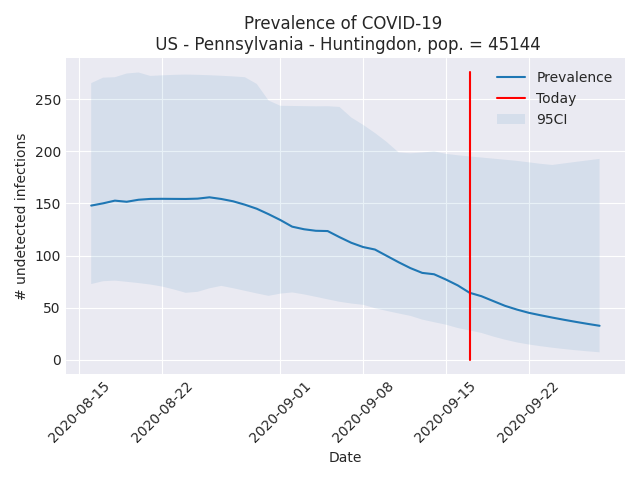 Prevalence of COVID-19
US - Pennsylvania - Huntingdon, pop. = 45144
Prevalence
Today
95CI
# undetected infections
250
200
150
100
50
0
2020-08-15
2020-08-22
2020-09-01
2020-09-08
2020-09-15
2020-09-22
Date